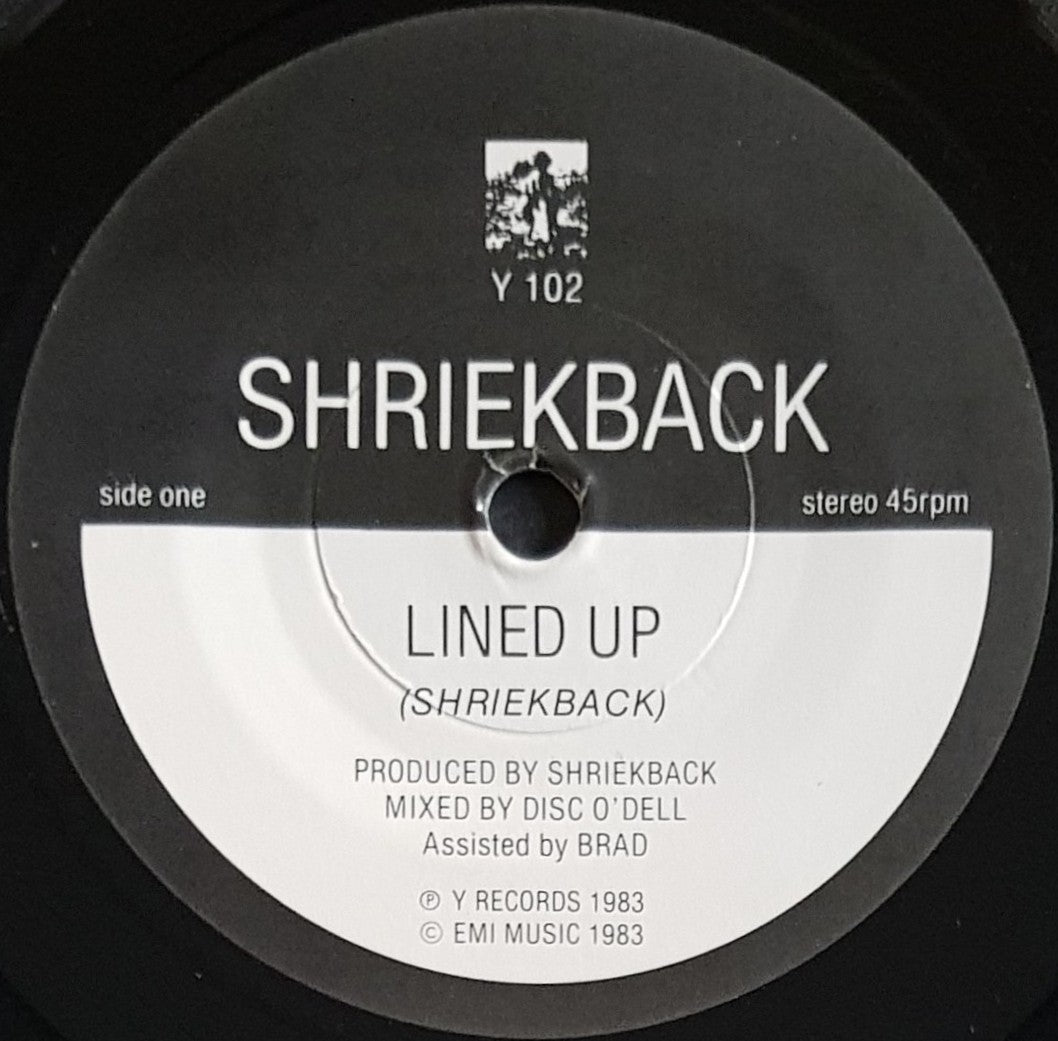 Y 102
SHRIEKBACK
side one
stereo 45rpm
LINED UP
(SHRIEKBACK)
PRODUCED BY SHRIEKBACK
MIXED BY DISC O'DELL
Assisted by BRAD
℗ Y RECORDS 1983
© EMI MUSIC 1983